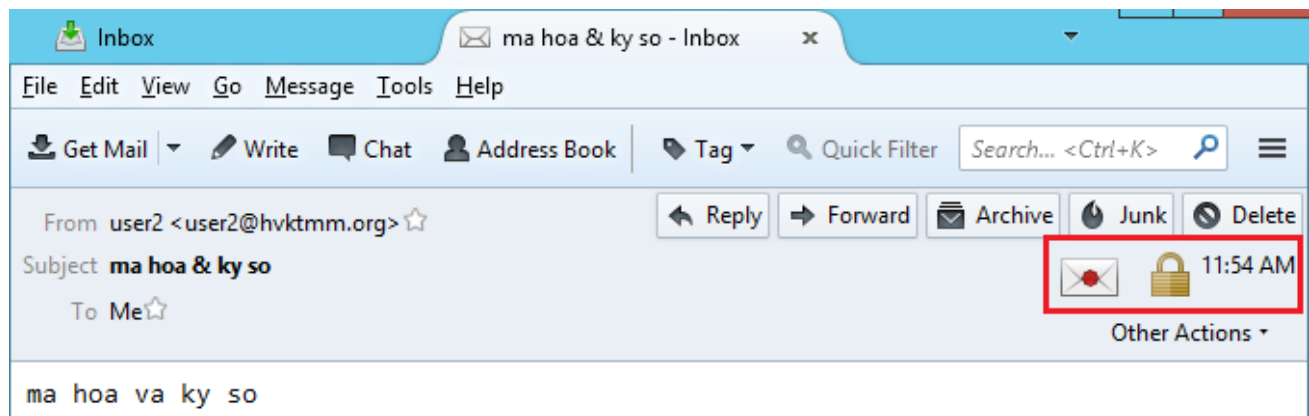 Inbox ma hoa & ky so - Inbox ×
File Edit View Go Message Tools Help
Get Mail Write Chat Address Book Tag Quick Filter Search... <Ctrl+K>
From user2 <user2@hvktmm.org> Reply Forward Archive Junk Delete
Subject ma hoa & ky so 11:54 AM
To Me
Other Actions
ma hoa va ky so